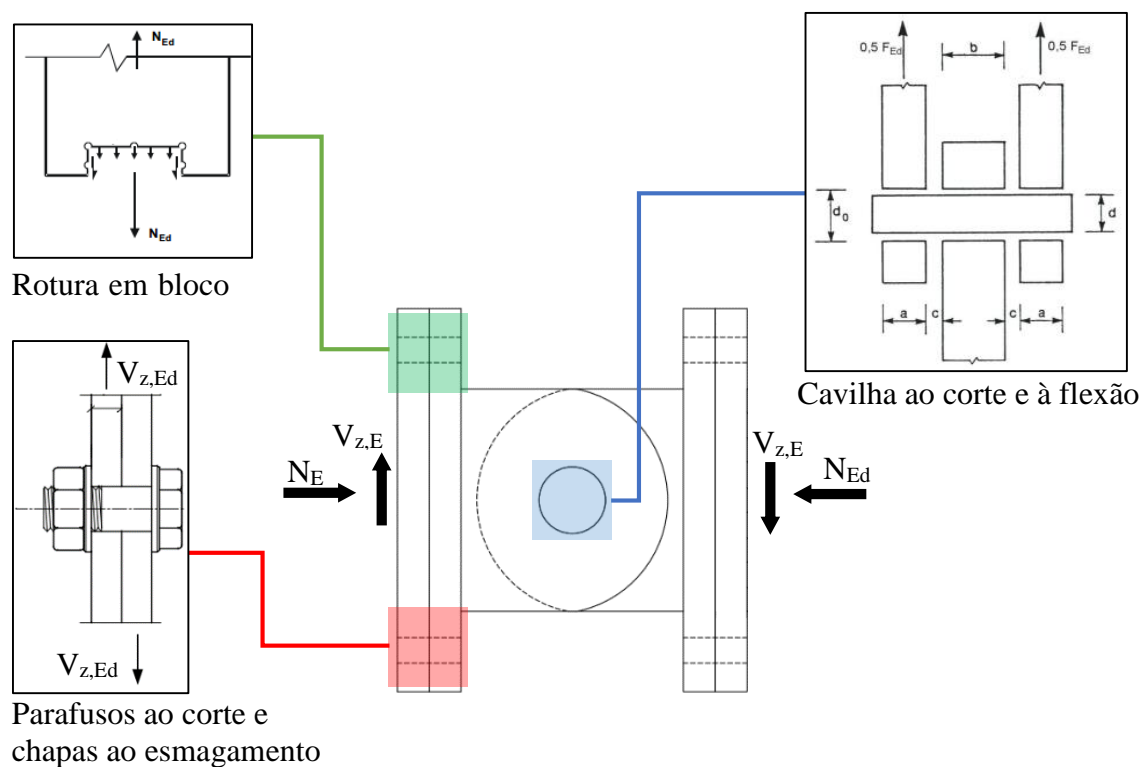 N_Ed
N_Ed
Rotura em bloco
0,5 F_Ed
b
0,5 F_Ed
d_0
d
a
c
c
a
Cavilha ao corte e à flexão
V_z,Ed
V_z,Ed
Parafusos ao corte e
chapas ao esmagamento
V_z,E
N_E
V_z,E
N_Ed